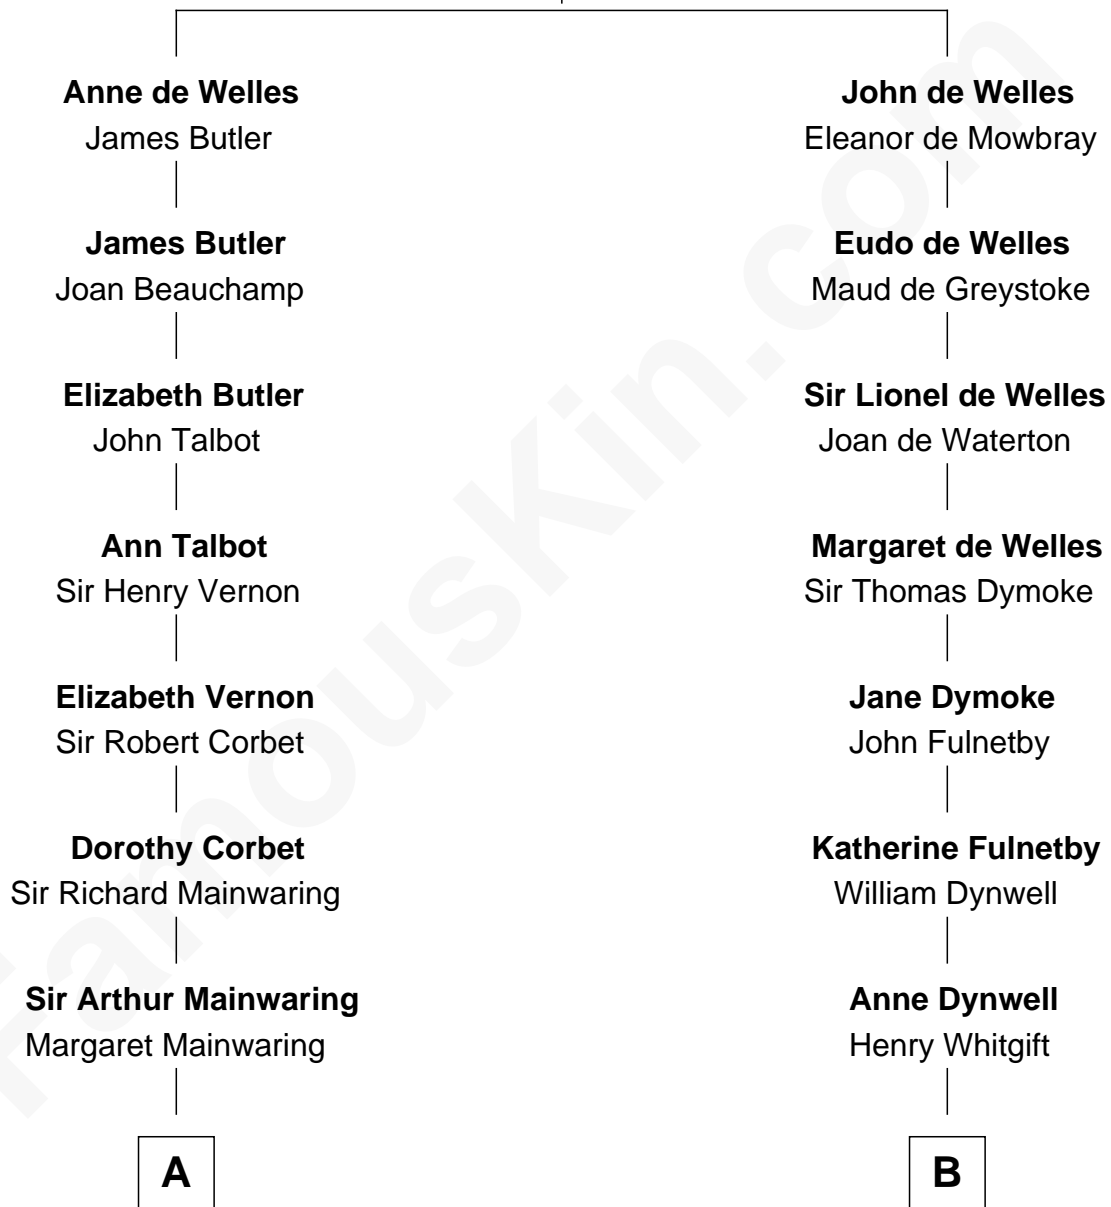 Anne de Welles
James Butler
James Butler
Joan Beauchamp
Elizabeth Butler
John Talbot
Ann Talbot
Sir Henry Vernon
Elizabeth Vernon
Sir Robert Corbet
Dorothy Corbet
Sir Richard Mainwaring
Sir Arthur Mainwaring
Margaret Mainwaring
A
John de Welles
Eleanor de Mowbray
Eudo de Welles
Maud de Greystoke
Sir Lionel de Welles
Joan de Waterton
Margaret de Welles
Sir Thomas Dymoke
Jane Dymoke
John Fulnetby
Katherine Fulnetby
William Dynwell
Anne Dynwell
Henry Whitgift
B
FamousKin.com